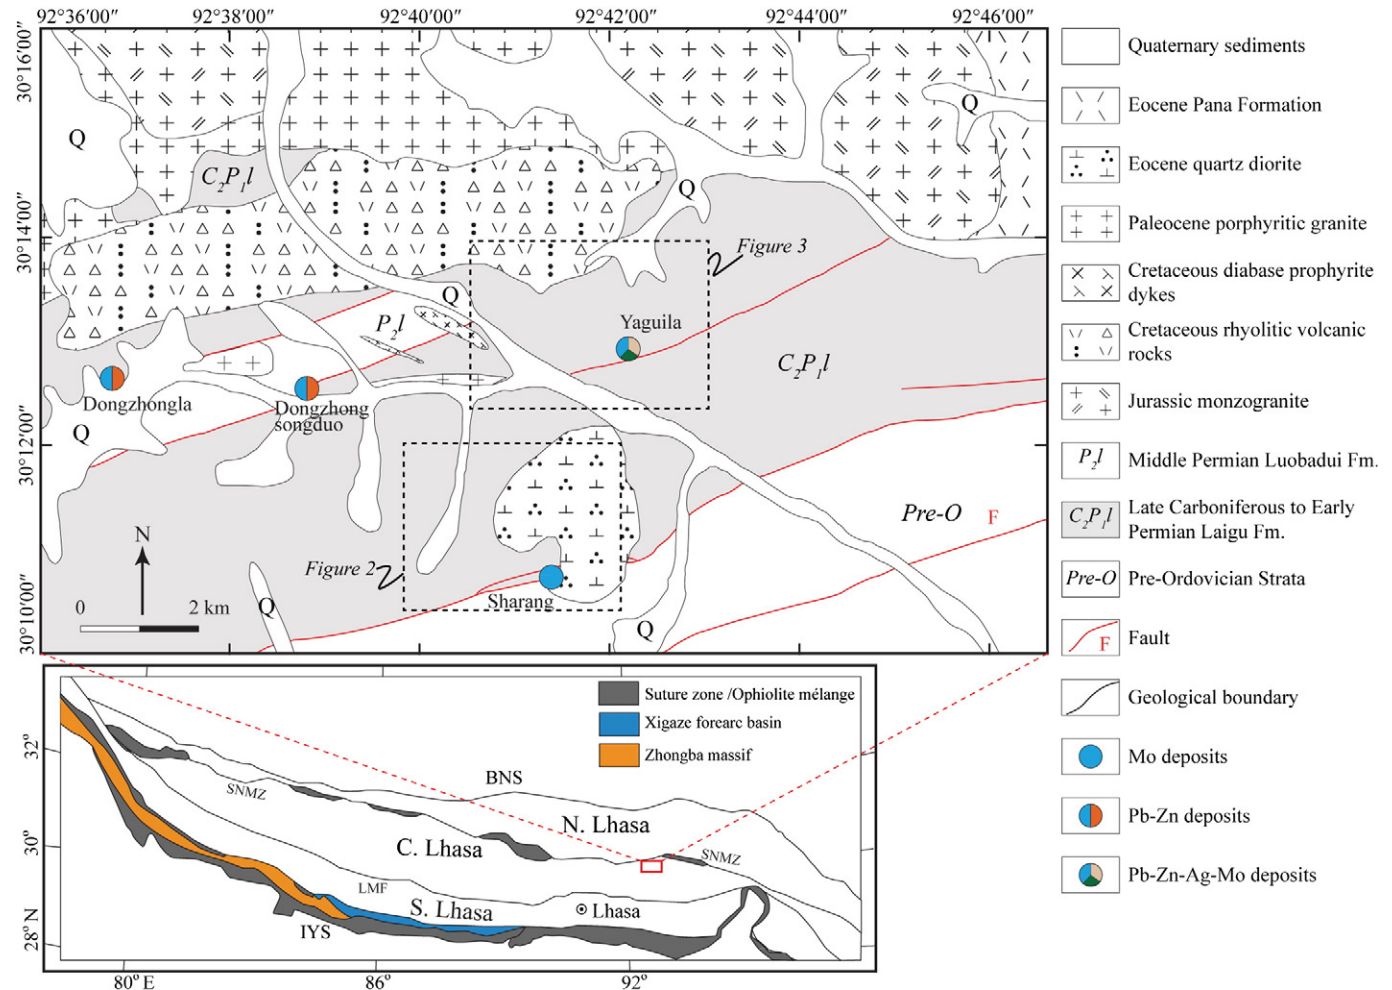 92°36′00″ 92°38′00″ 92°40′00″ 92°42′00″ 92°44′00″ 92°46′00″
30°16′00″
30°14′00″
30°12′00″
30°10′00″
Q
C₂P₁l
Q
Q
Figure 3
Q
P₂l
Yaguila
C₂P₁l
Dongzhongla
Dongzhong
songduo
Q
Pre-O F
N
Figure 2
0 2 km
Q
Sharang
Q
Quaternary sediments
Eocene Pana Formation
Eocene quartz diorite
Paleocene porphyritic granite
Cretaceous diabase prophyrite
dykes
Cretaceous rhyolitic volcanic
rocks
Jurassic monzogranite
P₂l Middle Permian Luobadui Fm.
C₂P₁l Late Carboniferous to Early
Permian Laigu Fm.
Pre-O Pre-Ordovician Strata
F Fault
Geological boundary
Mo deposits
Pb-Zn deposits
Pb-Zn-Ag-Mo deposits
Suture zone /Ophiolite mélange
Xigaze forearc basin
Zhongba massif
32°
30°
28° N
BNS
SNMZ
N. Lhasa
C. Lhasa
SNMZ
LMF
S. Lhasa
Lhasa
IYS
80° E 86° 92°